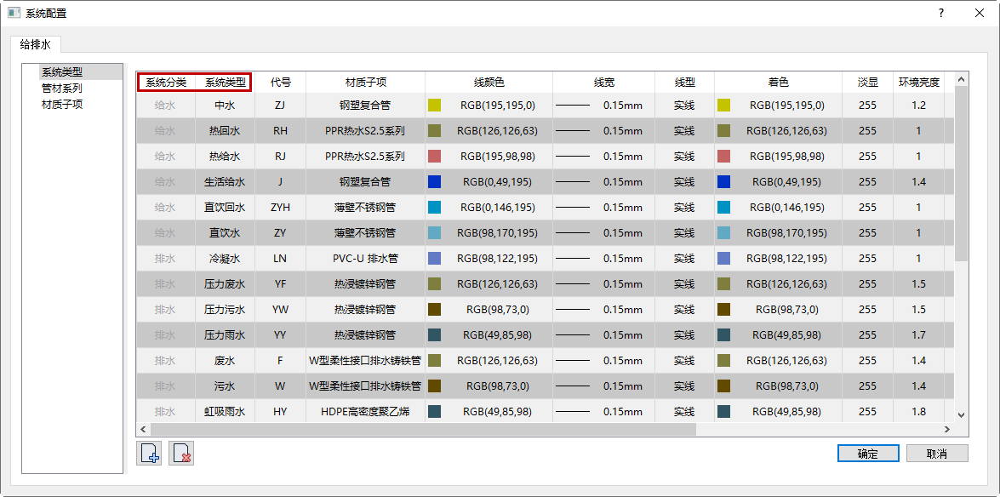 系统配置
给排水
系统类型
管材系列
材质子项
系统分类 系统类型 代号 材质子项 线颜色 线宽 线型 着色 淡显 环境亮度
给水 中水 ZJ 钢塑复合管 RGB(195,195,0) 0.15mm 实线 RGB(195,195,0) 255 1.2
给水 热回水 RH PPR热水S2.5系列 RGB(126,126,63) 0.15mm 实线 RGB(126,126,63) 255 1
给水 热给水 RJ PPR热水S2.5系列 RGB(195,98,98) 0.15mm 实线 RGB(195,98,98) 255 1
给水 生活给水 J 钢塑复合管 RGB(0,49,195) 0.15mm 实线 RGB(0,49,195) 255 1.4
给水 直饮回水 ZYH 薄壁不锈钢管 RGB(0,146,195) 0.15mm 实线 RGB(0,146,195) 255 1
给水 直饮水 ZY 薄壁不锈钢管 RGB(98,170,195) 0.15mm 实线 RGB(98,170,195) 255 1
排水 冷凝水 LN PVC-U 排水管 RGB(98,122,195) 0.15mm 实线 RGB(98,122,195) 255 1
排水 压力废水 YF 热浸镀锌钢管 RGB(126,126,63) 0.15mm 实线 RGB(126,126,63) 255 1.5
排水 压力污水 YW 热浸镀锌钢管 RGB(98,73,0) 0.15mm 实线 RGB(98,73,0) 255 1.5
排水 压力雨水 YY 热浸镀锌钢管 RGB(49,85,98) 0.15mm 实线 RGB(49,85,98) 255 1.7
排水 废水 F W型柔性接口排水铸铁管 RGB(126,126,63) 0.15mm 实线 RGB(126,126,63) 255 1.4
排水 污水 W W型柔性接口排水铸铁管 RGB(98,73,0) 0.15mm 实线 RGB(98,73,0) 255 1.4
排水 虹吸雨水 HY HDPE高密度聚乙烯 RGB(49,85,98) 0.15mm 实线 RGB(49,85,98) 255 1.8
确定 取消